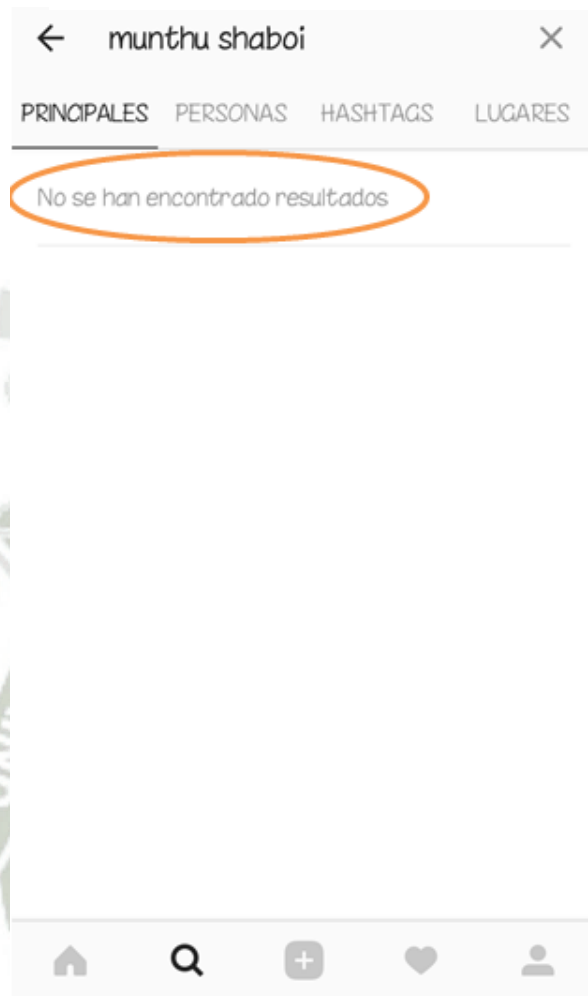 munthu shaboi
PRINCIPALES PERSONAS HASHTAGS LUGARES
No se han encontrado resultados